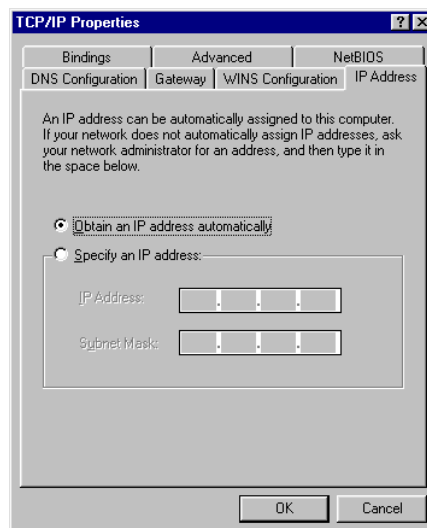 TCP/IP Properties
Bindings Advanced NetBIOS
DNS Configuration Gateway WINS Configuration IP Address
An IP address can be automatically assigned to this computer.
If your network does not automatically assign IP addresses, ask
your network administrator for an address, and then type it in
the space below.
Obtain an IP address automatically
Specify an IP address:
IP Address:
Subnet Mask:
OK Cancel